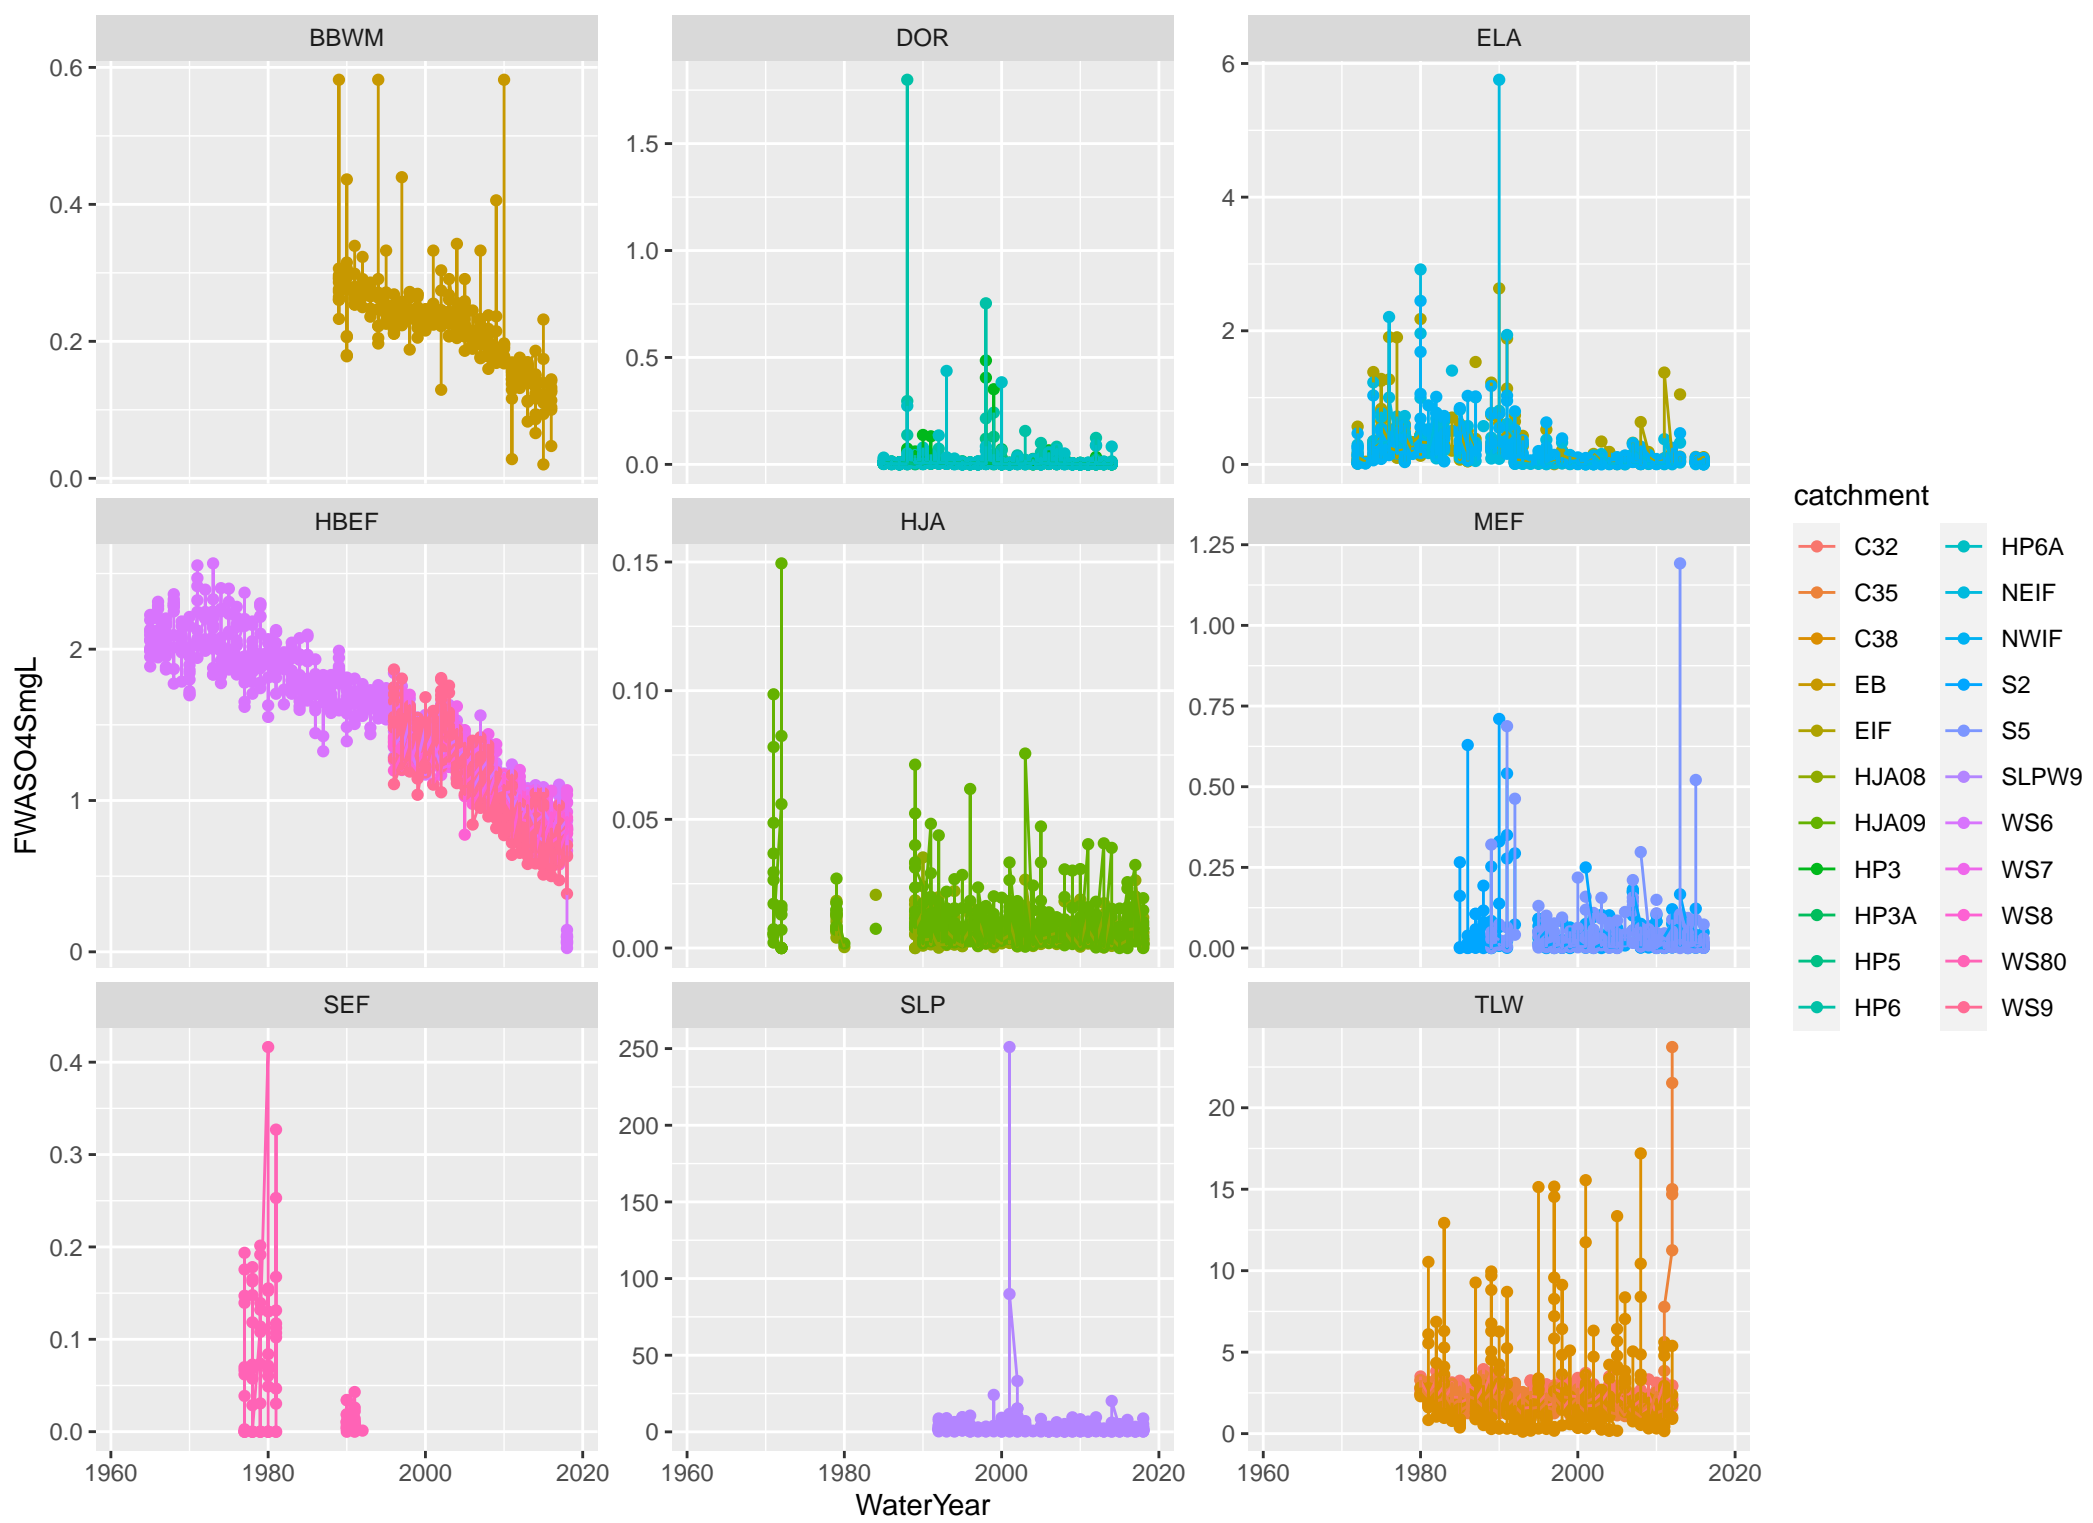 BBWM DOR ELA
0.6
0.4
0.2
0.0
1.5
1.0
0.5
0.0
6
4
2
0
HBEF HJA MEF
2
1
0
0.15
0.10
0.05
0.00
1.25
1.00
0.75
0.50
0.25
0.00
SEF SLP TLW
0.4
0.3
0.2
0.1
0.0
250
200
150
100
50
0
20
15
10
5
0
1960 1980 2000 2020 1960 1980 2000 2020 1960 1980 2000 2020
WaterYear
FWASO4SmgL
catchment
C32 HP6A
C35 NEIF
C38 NWIF
EB S2
EIF S5
HJA08 SLPW9
HJA09 WS6
HP3 WS7
HP3A WS8
HP5 WS80
HP6 WS9